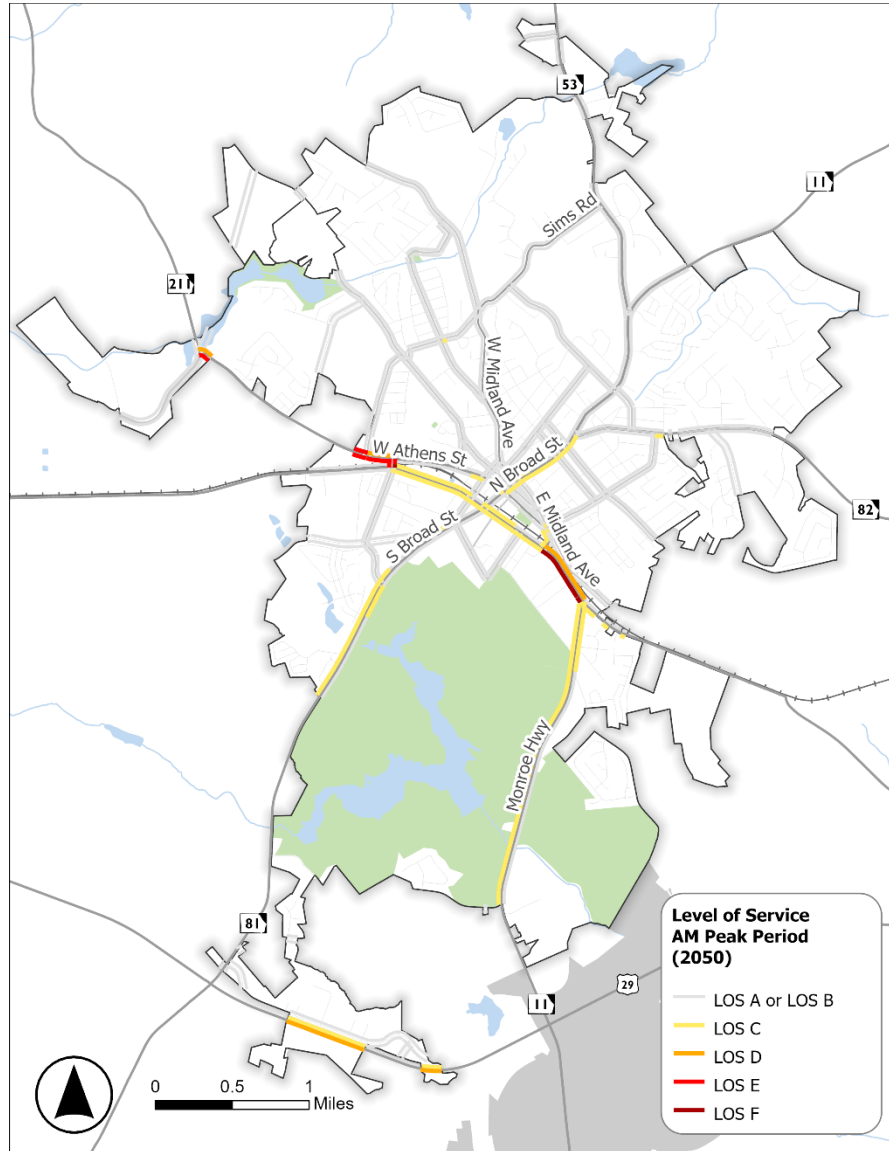 53
11
Sims Rd
211
W Midland Ave
W Athens St
N Broad St
E Midland Ave
82
S Broad St
Monroe Hwy
81
11
29
0 0.5 1
Miles
Level of Service
AM Peak Period
(2050)
LOS A or LOS B
LOS C
LOS D
LOS E
LOS F